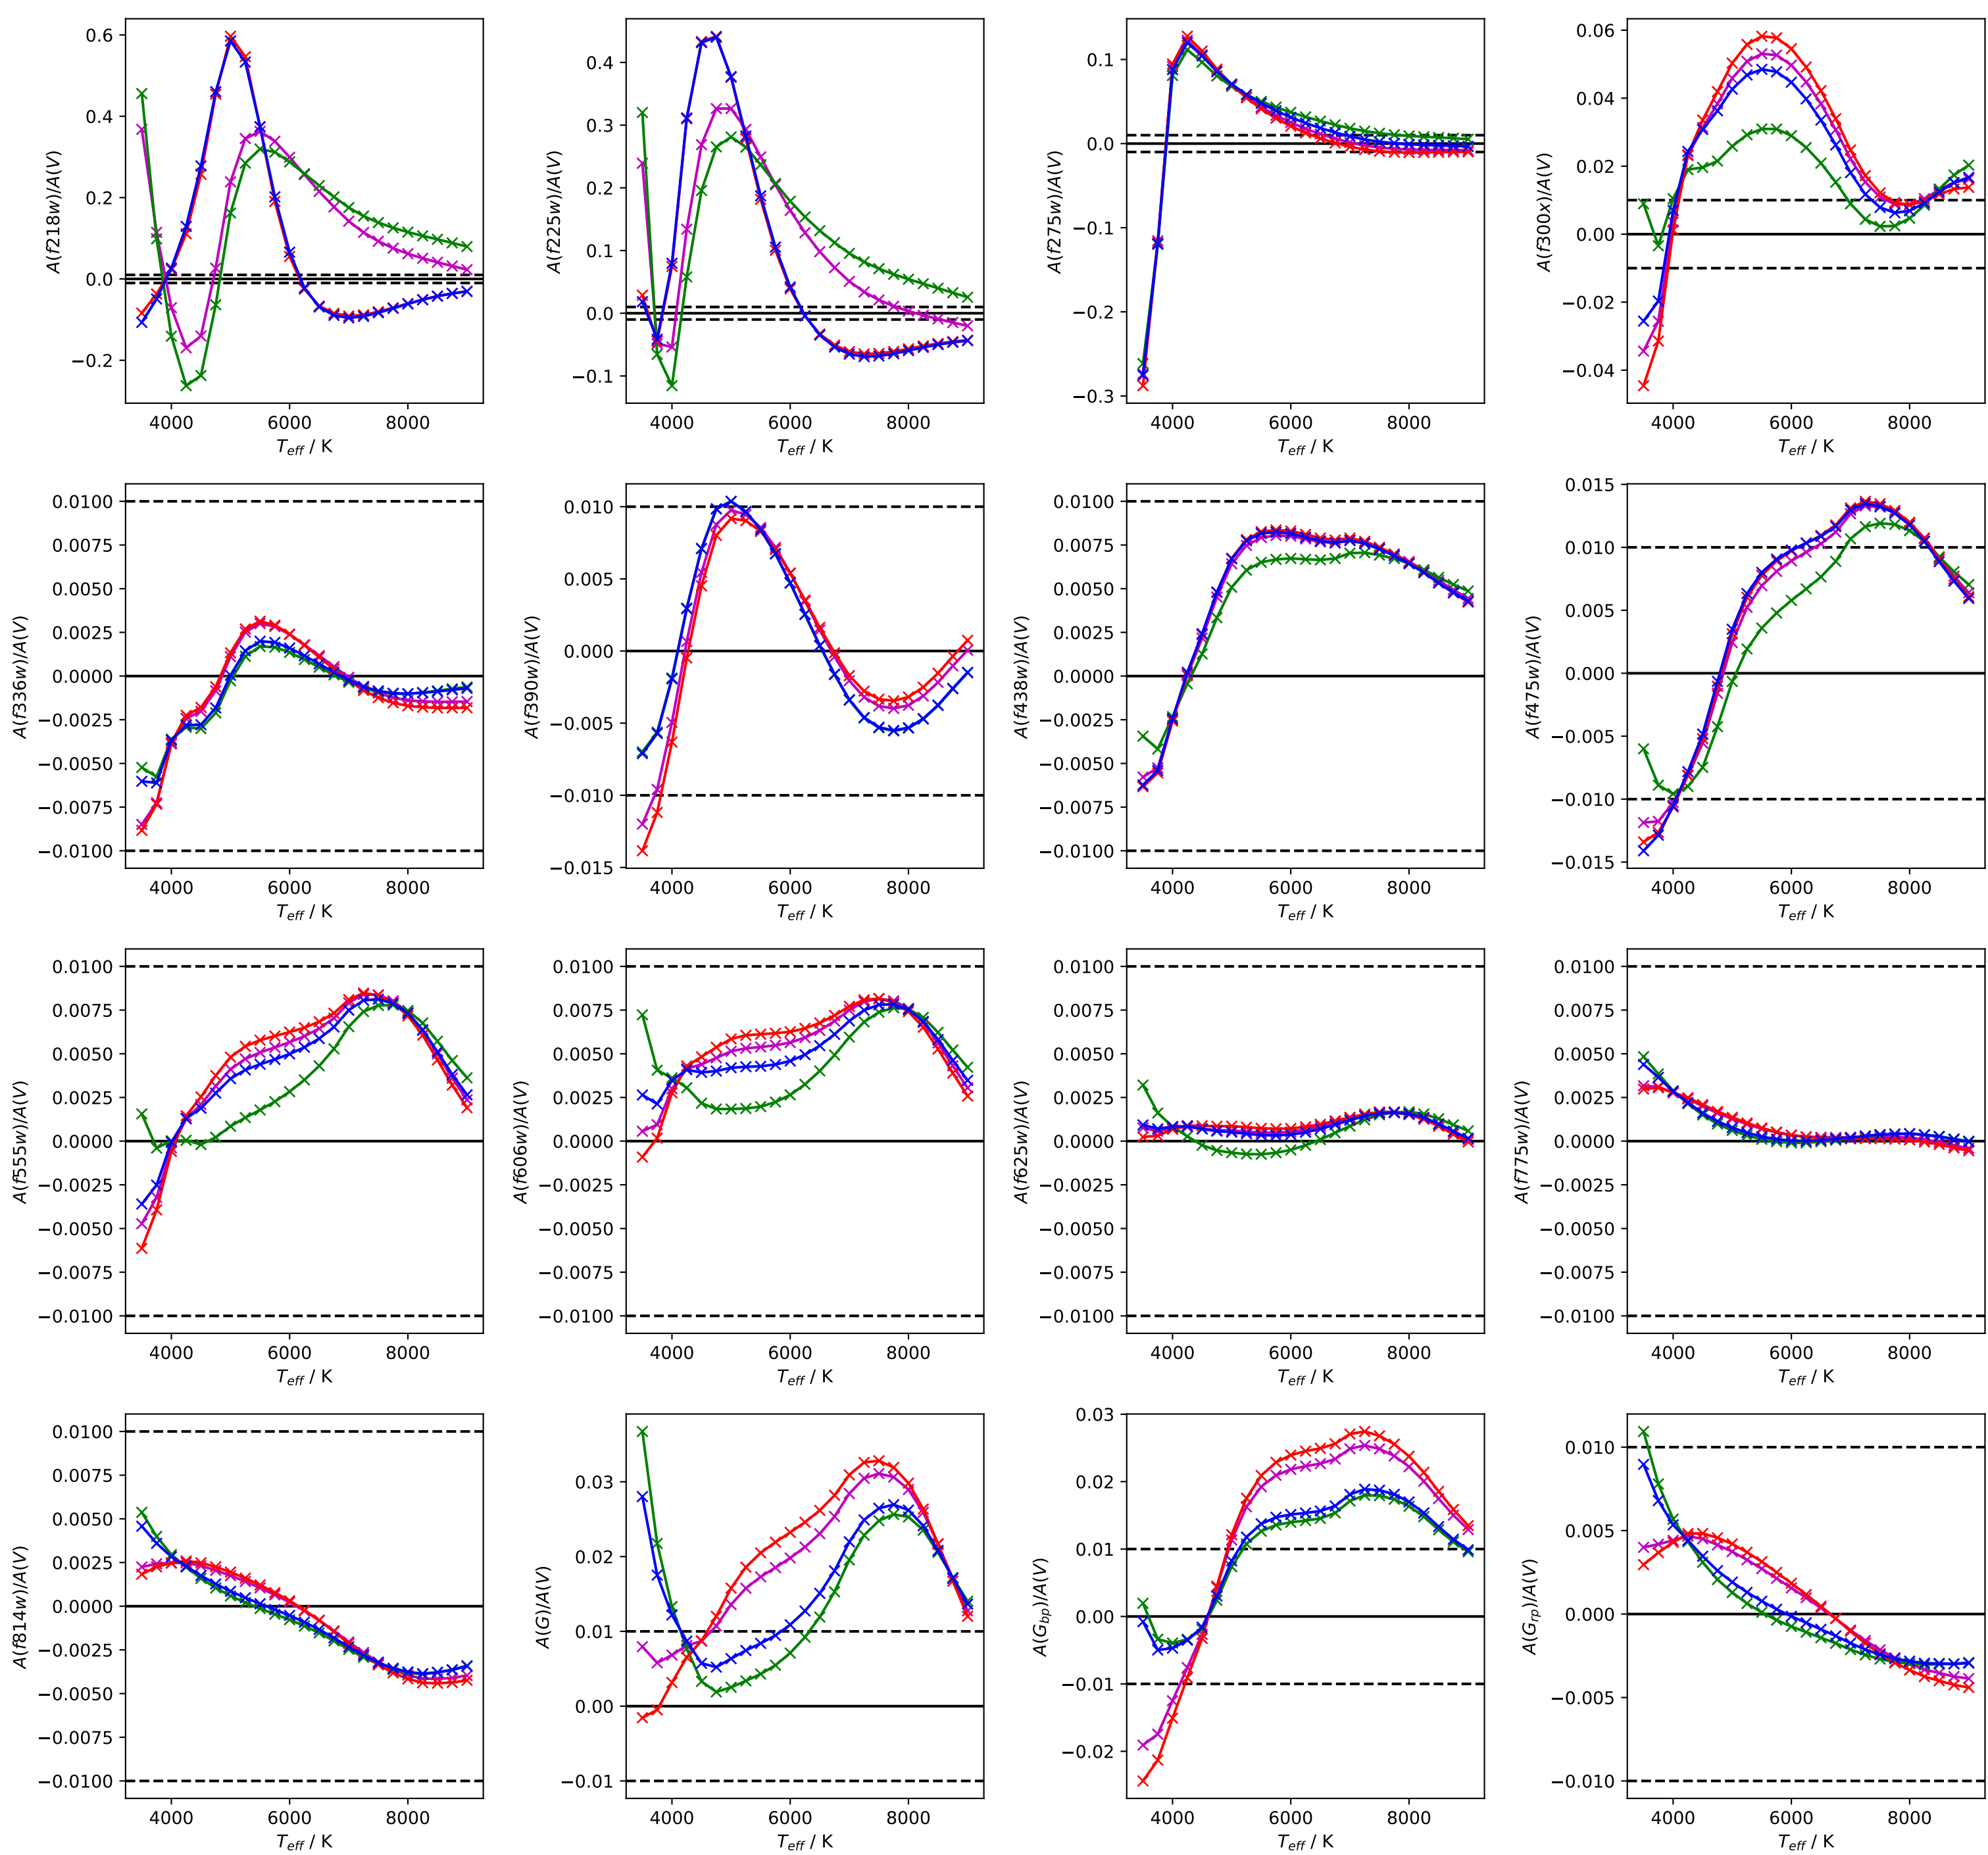 A(f218w)/A(V)
0.6
0.4
0.2
0.0
−0.2
4000 6000 8000
T_eff / K
A(f225w)/A(V)
0.4
0.3
0.2
0.1
0.0
−0.1
4000 6000 8000
T_eff / K
A(f275w)/A(V)
0.1
0.0
−0.1
−0.2
−0.3
4000 6000 8000
T_eff / K
A(f300x)/A(V)
0.06
0.04
0.02
0.00
−0.02
−0.04
4000 6000 8000
T_eff / K
A(f336w)/A(V)
0.0100
0.0075
0.0050
0.0025
0.0000
−0.0025
−0.0050
−0.0075
−0.0100
4000 6000 8000
T_eff / K
A(f390w)/A(V)
0.010
0.005
0.000
−0.005
−0.010
−0.015
4000 6000 8000
T_eff / K
A(f438w)/A(V)
0.0100
0.0075
0.0050
0.0025
0.0000
−0.0025
−0.0050
−0.0075
−0.0100
4000 6000 8000
T_eff / K
A(f475w)/A(V)
0.015
0.010
0.005
0.000
−0.005
−0.010
−0.015
4000 6000 8000
T_eff / K
A(f555w)/A(V)
0.0100
0.0075
0.0050
0.0025
0.0000
−0.0025
−0.0050
−0.0075
−0.0100
4000 6000 8000
T_eff / K
A(f606w)/A(V)
0.0100
0.0075
0.0050
0.0025
0.0000
−0.0025
−0.0050
−0.0075
−0.0100
4000 6000 8000
T_eff / K
A(f625w)/A(V)
0.0100
0.0075
0.0050
0.0025
0.0000
−0.0025
−0.0050
−0.0075
−0.0100
4000 6000 8000
T_eff / K
A(f775w)/A(V)
0.0100
0.0075
0.0050
0.0025
0.0000
−0.0025
−0.0050
−0.0075
−0.0100
4000 6000 8000
T_eff / K
A(f814w)/A(V)
0.0100
0.0075
0.0050
0.0025
0.0000
−0.0025
−0.0050
−0.0075
−0.0100
4000 6000 8000
T_eff / K
A(G))/A(V)
0.03
0.02
0.01
0.00
−0.01
4000 6000 8000
T_eff / K
A(G_bp)/A(V)
0.03
0.02
0.01
0.00
−0.01
−0.02
4000 6000 8000
T_eff / K
A(G_rp)/A(V)
0.010
0.005
0.000
−0.005
−0.010
4000 6000 8000
T_eff / K